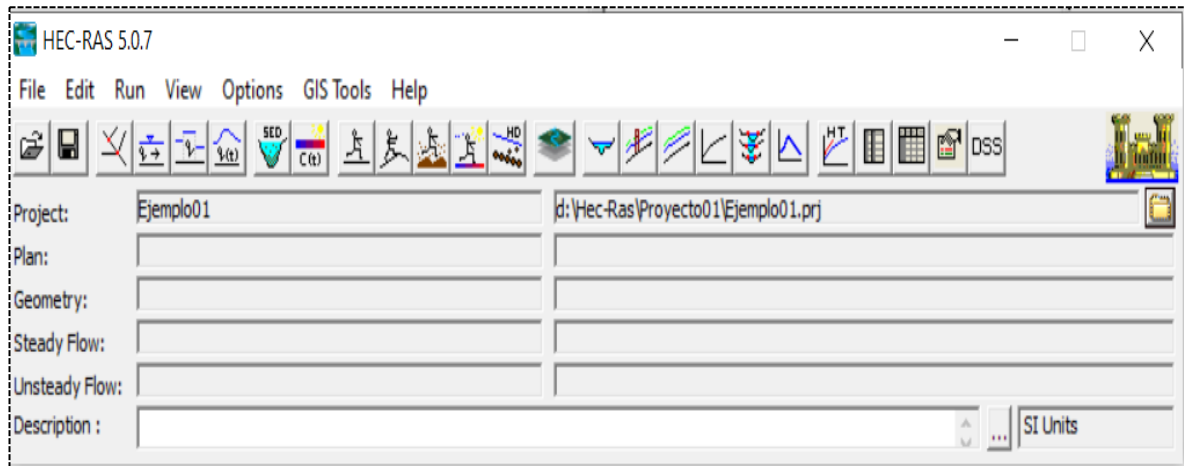 HEC-RAS 5.0.7
File Edit Run View Options GIS Tools Help
SED C(t) HD HT DSS
Project: Ejemplo01 d:\Hec-Ras\Proyecto01\Ejemplo01.prj
Plan:
Geometry:
Steady Flow:
Unsteady Flow:
Description : ... SI Units